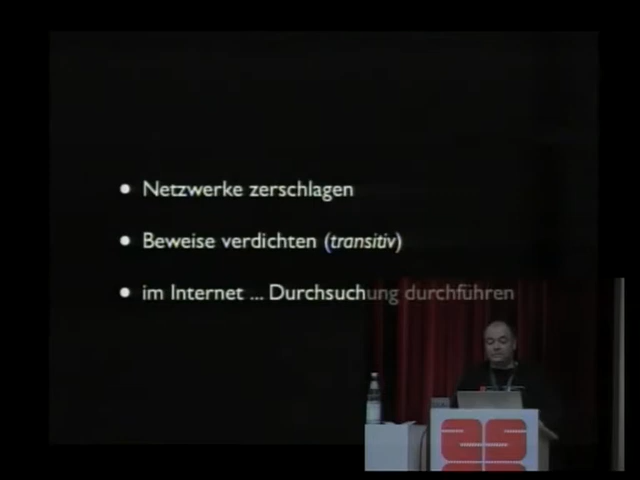 Netzwerke zerschlagen
Beweise verdichten (transitiv)
im Internet ... Durchsuchung durchführen